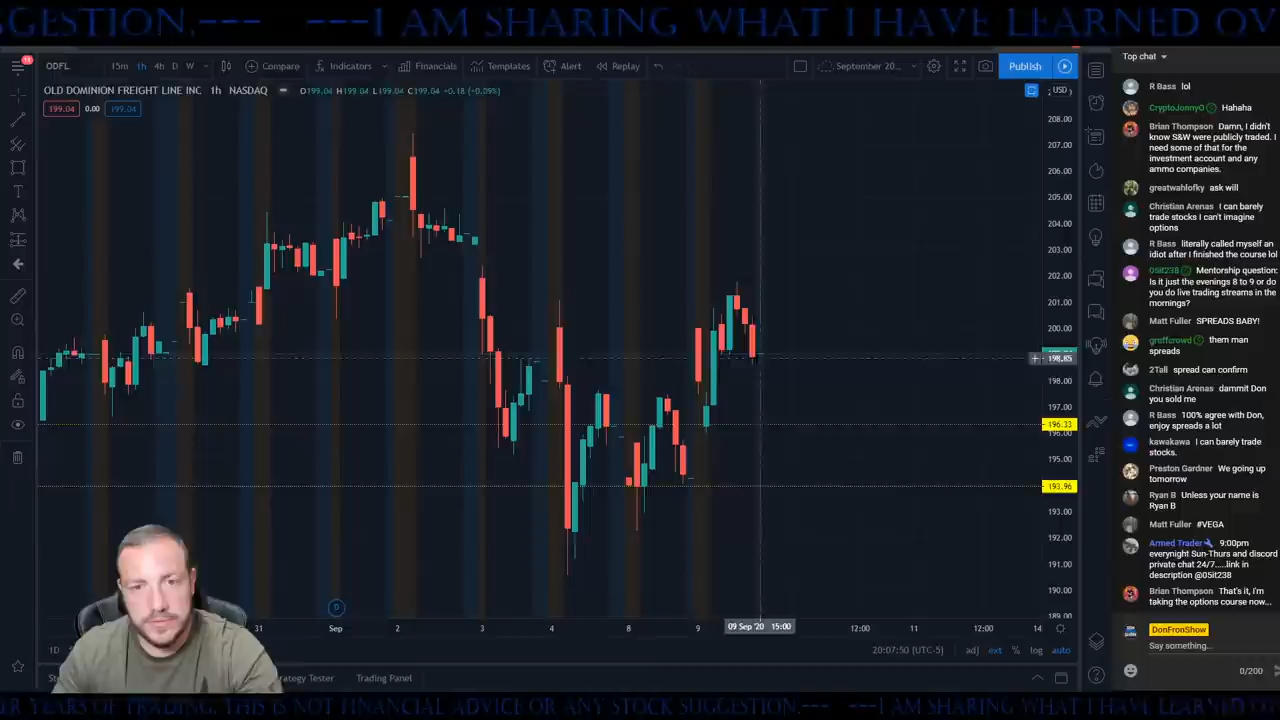 GGESTION.--- ---I AM SHARING WHAT I HAVE LEARNED OV
11
ODFL
15m 1h 4h D W
Compare
Indicators
Financials
Templates
Alert
Replay
September 20...
Publish
OLD DOMINION FREIGHT LINE INC 1h NASDAQ
O199.04 H199.04 L199.04 C199.04 +0.18 (+0.09%)
199.04 0.00 199.04
USD
208.00
207.00
206.00
205.00
204.00
203.00
202.00
201.00
200.00
198.85
198.00
197.00
196.33
196.00
195.00
193.96
193.00
192.00
191.00
190.00
189.00
D
31 Sep 2 3 4 8 9 09 Sep '20 15:00 12:00 11 12:00 14
1D
20:07:50 (UTC-5)
adj ext % log auto
rategy Tester
Trading Panel
Top chat
R Bass lol
CryptoJonnyO Hahaha
Brian Thompson Damn, I didn't
know S&W were publicly traded. I
need some of that for the
investment account and any
ammo companies.
greatwahlofky ask will
Christian Arenas I can barely
trade stocks I can't imagine
options
R Bass literally called myself an
idiot after I finished the course lol
05it238 Mentorship question:
Is it just the evenings 8 to 9 or do
you do live trading streams in the
mornings?
Matt Fuller SPREADS BABY!
groffcrowd them man
spreads
2Tall spread can confirm
Christian Arenas dammit Don
you sold me
R Bass 100% agree with Don,
enjoy spreads a lot
kawakawa I can barely trade
stocks.
Preston Gardner We going up
tomorrow
Ryan B Unless your name is
Ryan B
Matt Fuller #VEGA
Armed Trader 9:00pm
everynight Sun-Thurs and discord
private chat 24/7.....link in
description @05it238
Brian Thompson That's it, I'm
taking the options course now...
DonFronShow
Say something...
0/200
R YEARS OF TRADING. THIS IS NOT FINANCIAL ADVICE OR ANY STOCK SUGGESTION.--- ---I AM SHARING WHAT I HAVE LEARNED OVE